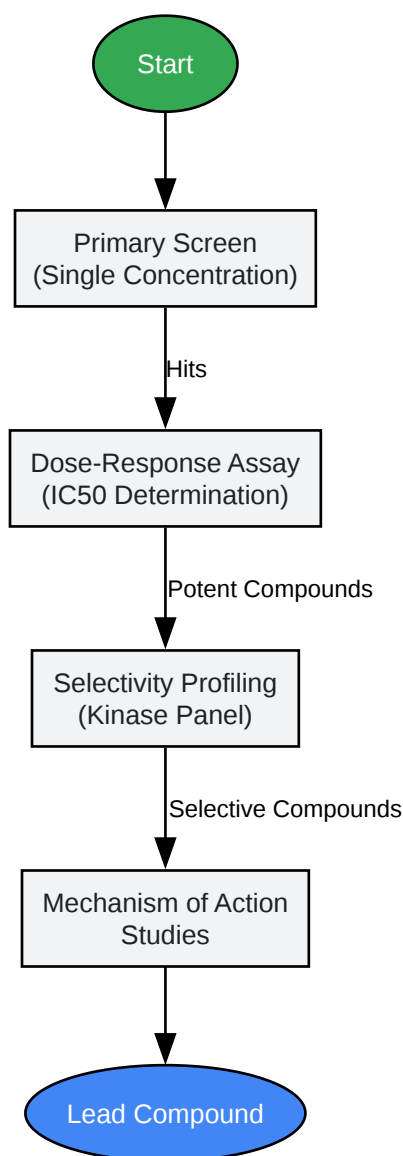 Start
Primary Screen
(Single Concentration)
Hits
Dose-Response Assay
(IC50 Determination)
Potent Compounds
Selectivity Profiling
(Kinase Panel)
Selective Compounds
Mechanism of Action
Studies
Lead Compound